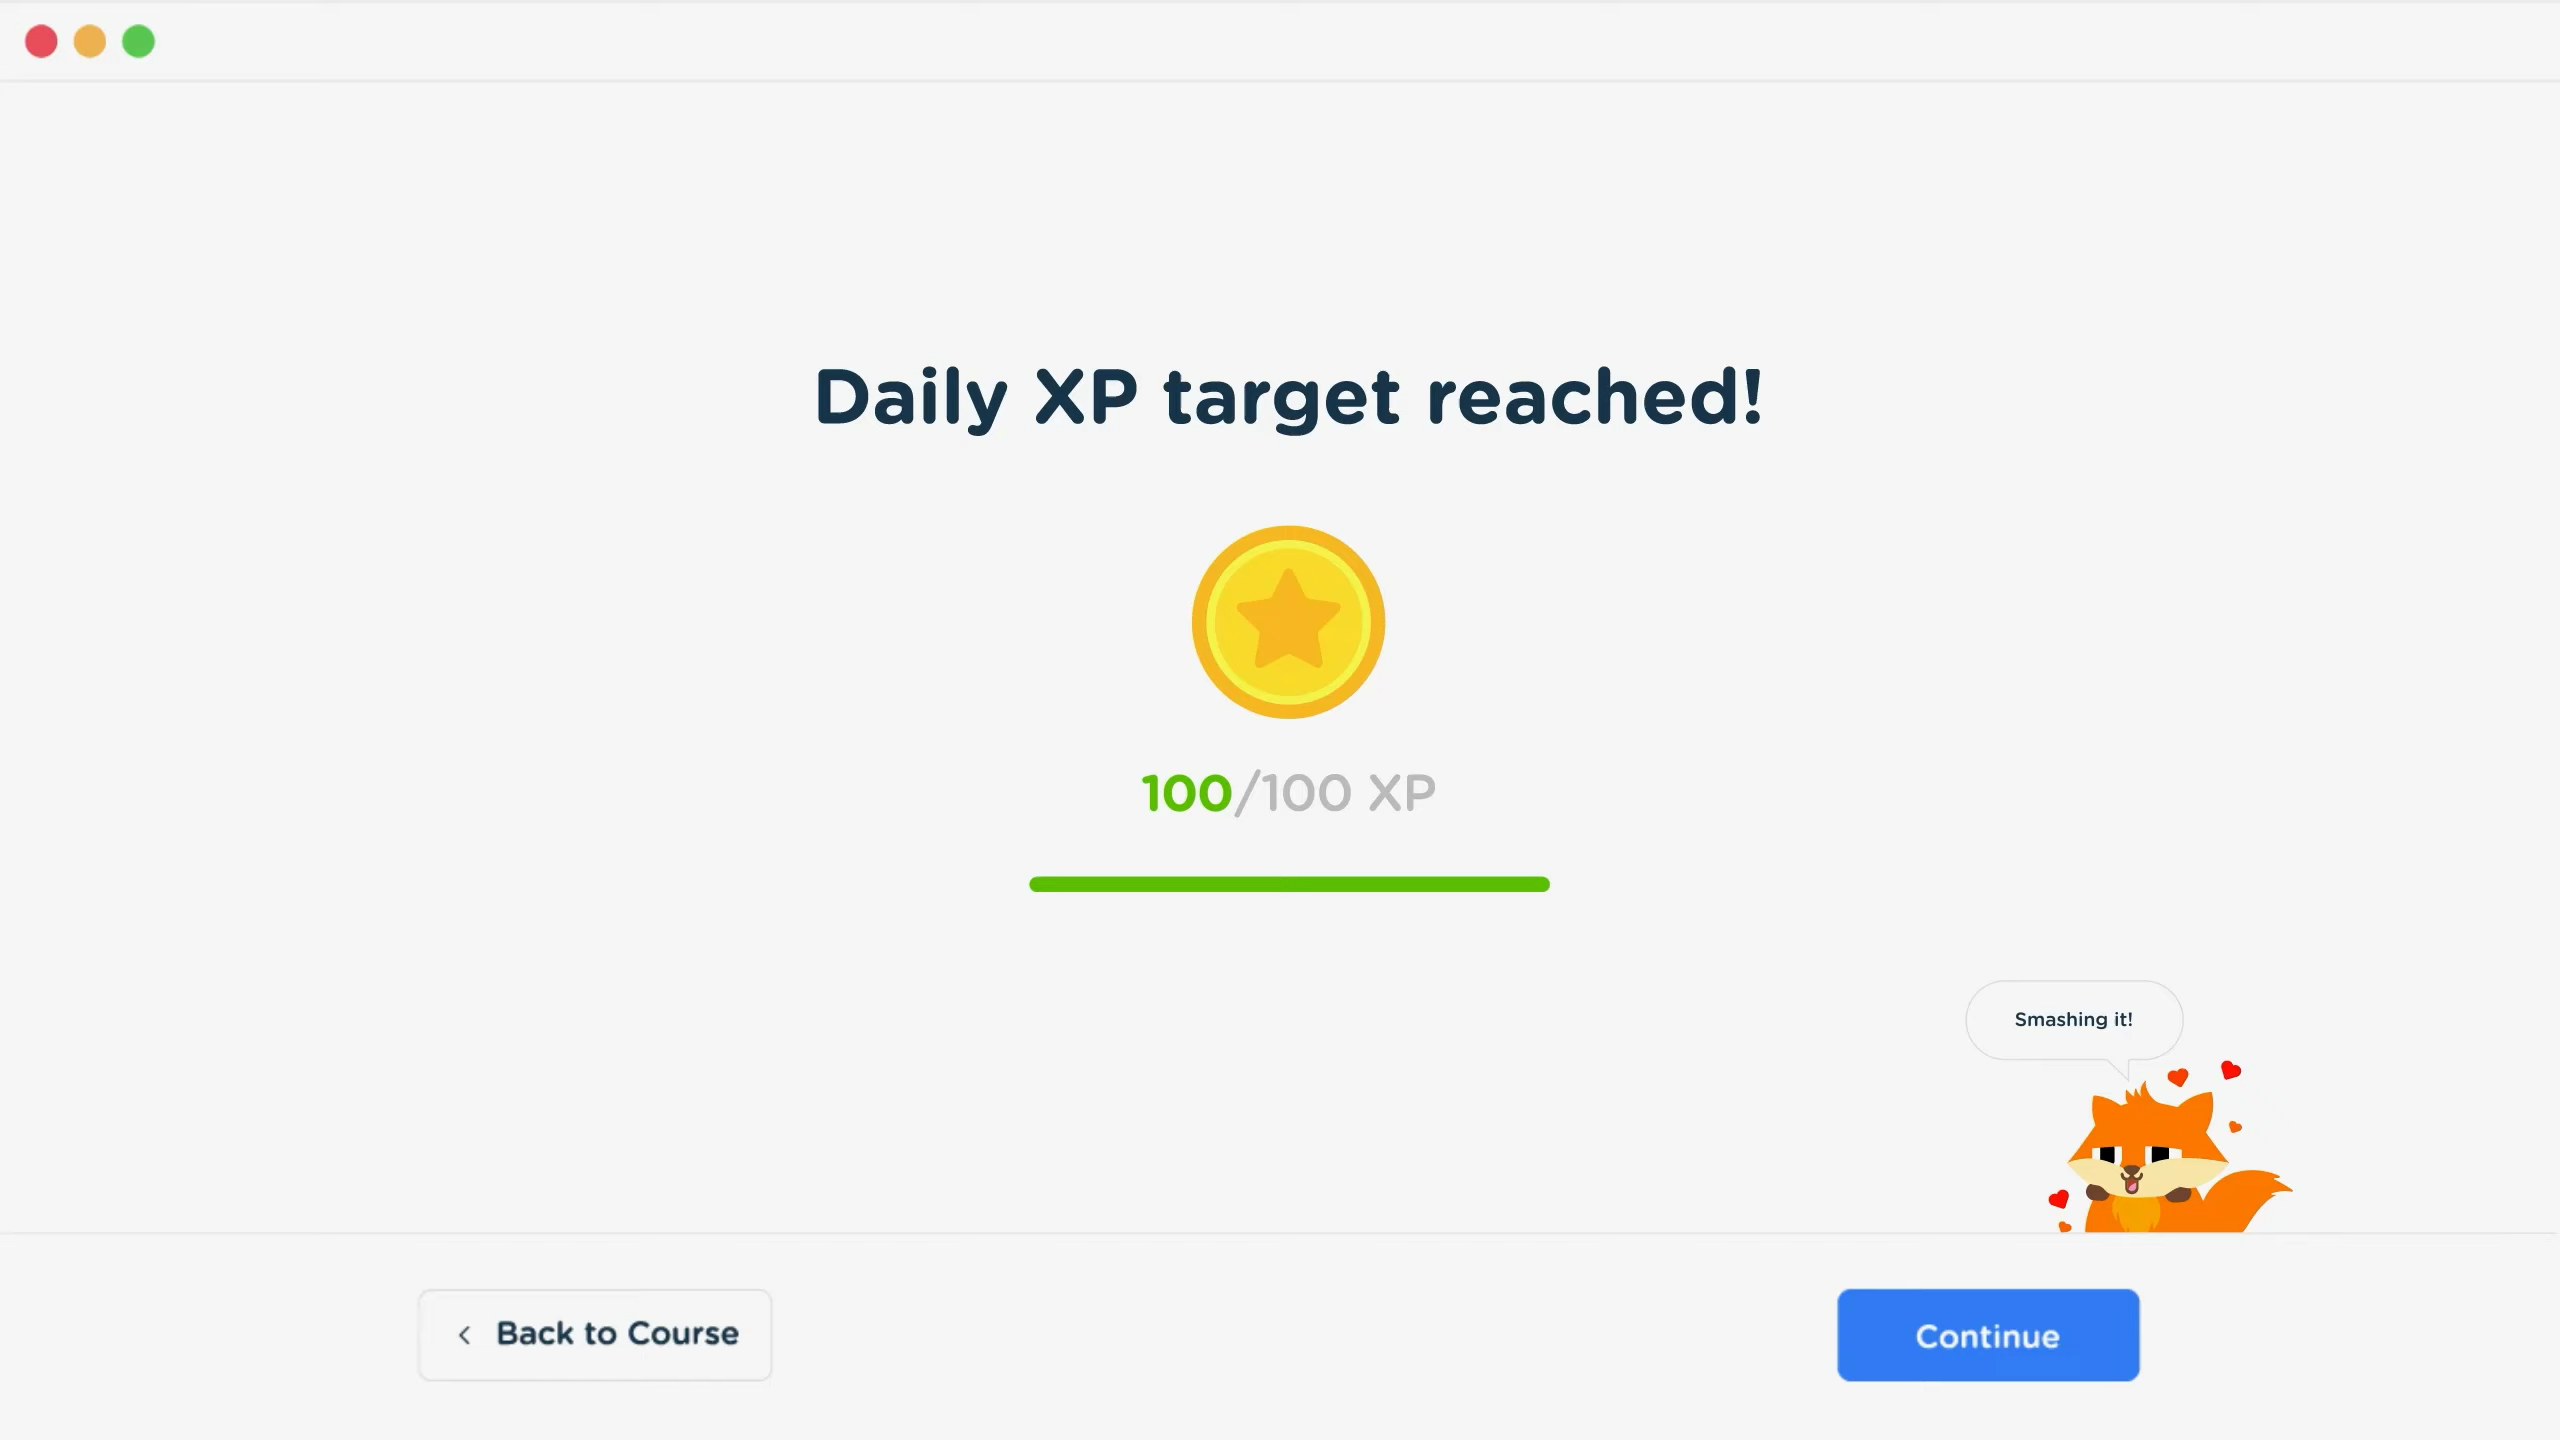 Daily XP target reached!
100/100 XP
Smashing it!
Back to Course
Continue